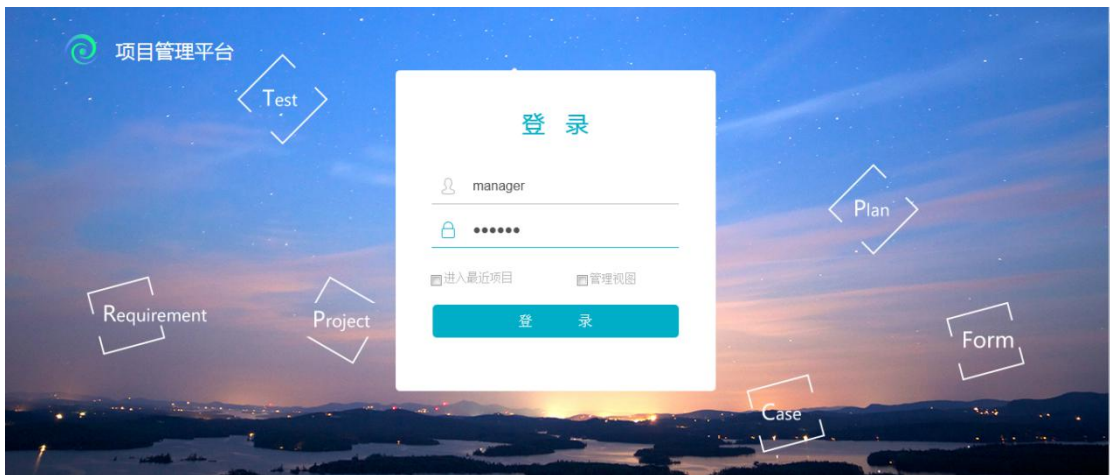 项目管理平台
Test
登 录
manager
••••••
进入最近项目
管理视图
登 录
Plan
Requirement
Project
Form
Case